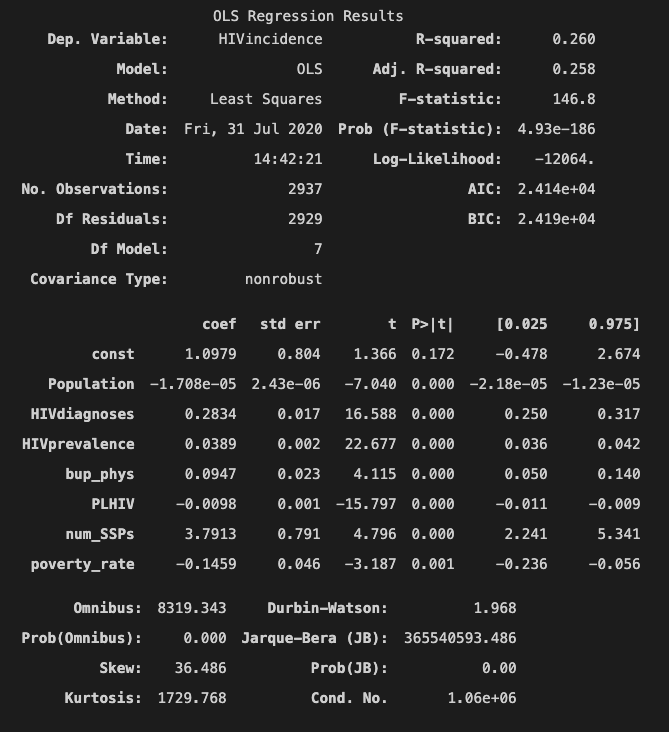 OLS Regression Results
Dep. Variable: HIVincidence R-squared: 0.260
Model: OLS Adj. R-squared: 0.258
Method: Least Squares F-statistic: 146.8
Date: Fri, 31 Jul 2020 Prob (F-statistic): 4.93e-186
Time: 14:42:21 Log-Likelihood: -12064.
No. Observations: 2937 AIC: 2.414e+04
Df Residuals: 2929 BIC: 2.419e+04
Df Model: 7
Covariance Type: nonrobust
coef std err t P>|t| [0.025 0.975]
const 1.0979 0.804 1.366 0.172 -0.478 2.674
Population -1.708e-05 2.43e-06 -7.040 0.000 -2.18e-05 -1.23e-05
HIVdiagnoses 0.2834 0.017 16.588 0.000 0.250 0.317
HIVprevalence 0.0389 0.002 22.677 0.000 0.036 0.042
bup_phys 0.0947 0.023 4.115 0.000 0.050 0.140
PLHIV -0.0098 0.001 -15.797 0.000 -0.011 -0.009
num_SSPs 3.7913 0.791 4.796 0.000 2.241 5.341
poverty_rate -0.1459 0.046 -3.187 0.001 -0.236 -0.056
Omnibus: 8319.343 Durbin-Watson: 1.968
Prob(Omnibus): 0.000 Jarque-Bera (JB): 365540593.486
Skew: 36.486 Prob(JB): 0.00
Kurtosis: 1729.768 Cond. No. 1.06e+06